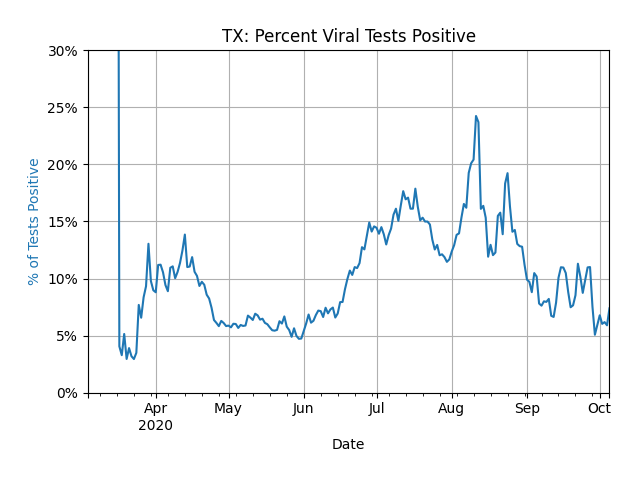 TX: Percent Viral Tests Positive
30%
25%
20%
15%
10%
5%
0%
% of Tests Positive
Apr May Jun Jul Aug Sep Oct
2020
Date